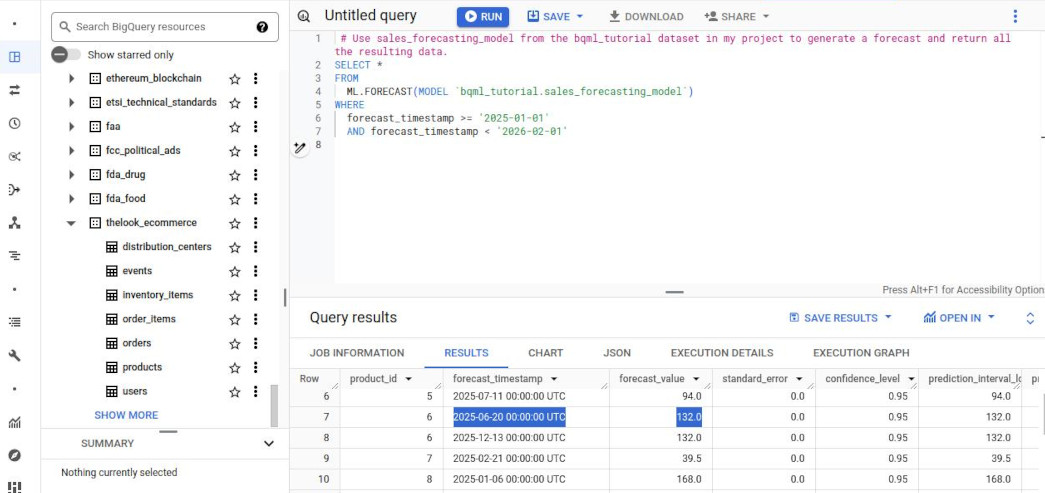 Search BigQuery resources
Show starred only
ethereum_blockchain
etsi_technical_standards
faa
fcc_political_ads
fda_drug
fda_food
thelook_ecommerce
distribution_centers
events
inventory_items
order_items
orders
products
users
SHOW MORE
SUMMARY
Nothing currently selected
Untitled query RUN SAVE DOWNLOAD SHARE
1 # Use sales_forecasting_model from the bqml_tutorial dataset in my project to generate a forecast and return all
the resulting data.
2 SELECT *
3 FROM
4 ML.FORECAST(MODEL `bqml_tutorial.sales_forecasting_model`)
5 WHERE
6 forecast_timestamp >= '2025-01-01'
7 AND forecast_timestamp < '2026-02-01'
8
Press Alt+F1 for Accessibility Option
Query results SAVE RESULTS OPEN IN
JOB INFORMATION RESULTS CHART JSON EXECUTION DETAILS EXECUTION GRAPH
Row product_id forecast_timestamp forecast_value standard_error confidence_level prediction_interval_lo
6 5 2025-07-11 00:00:00 UTC 94.0 0.0 0.95 94.0
7 6 2025-06-20 00:00:00 UTC 132.0 0.0 0.95 132.0
8 6 2025-12-13 00:00:00 UTC 132.0 0.0 0.95 132.0
9 7 2025-02-21 00:00:00 UTC 39.5 0.0 0.95 39.5
10 8 2025-01-06 00:00:00 UTC 168.0 0.0 0.95 168.0